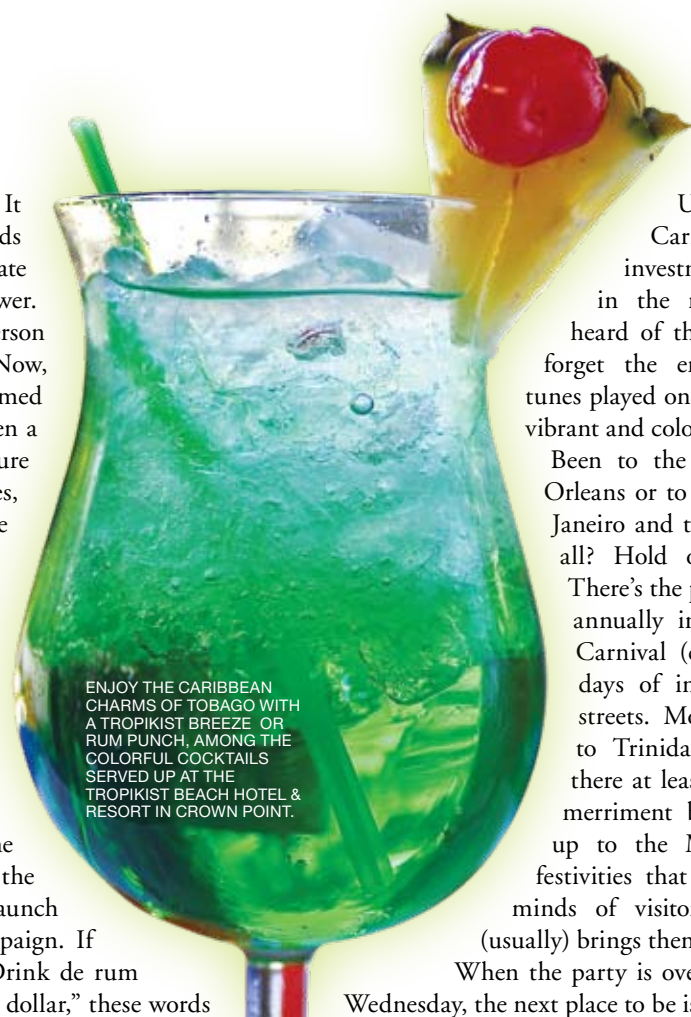 It
ds
ate
wer.
erson
Now,
med
en a
ure
es,
e
ne
the
aunch
paign. If
Drink de rum
dollar,” these words
ENJOY THE CARIBBEAN
CHARMS OF TOBAGO WITH
A TROPIKIST BREEZE OR
RUM PUNCH, AMONG THE
COLORFUL COCKTAILS
SERVED UP AT THE
TROPIKIST BEACH HOTEL &
RESORT IN CROWN POINT.
U
Car
invest
in the
heard of th
forget the e
tunes played on
vibrant and colo
Been to the
Orleans or to
Janeiro and t
all? Hold
There’s the p
annually in
Carnival (
days of in
streets. Mo
to Trinida
there at leas
merriment b
up to the M
festivities that
minds of visito
(usually) brings the
When the party is ove
Wednesday, the next place to be is